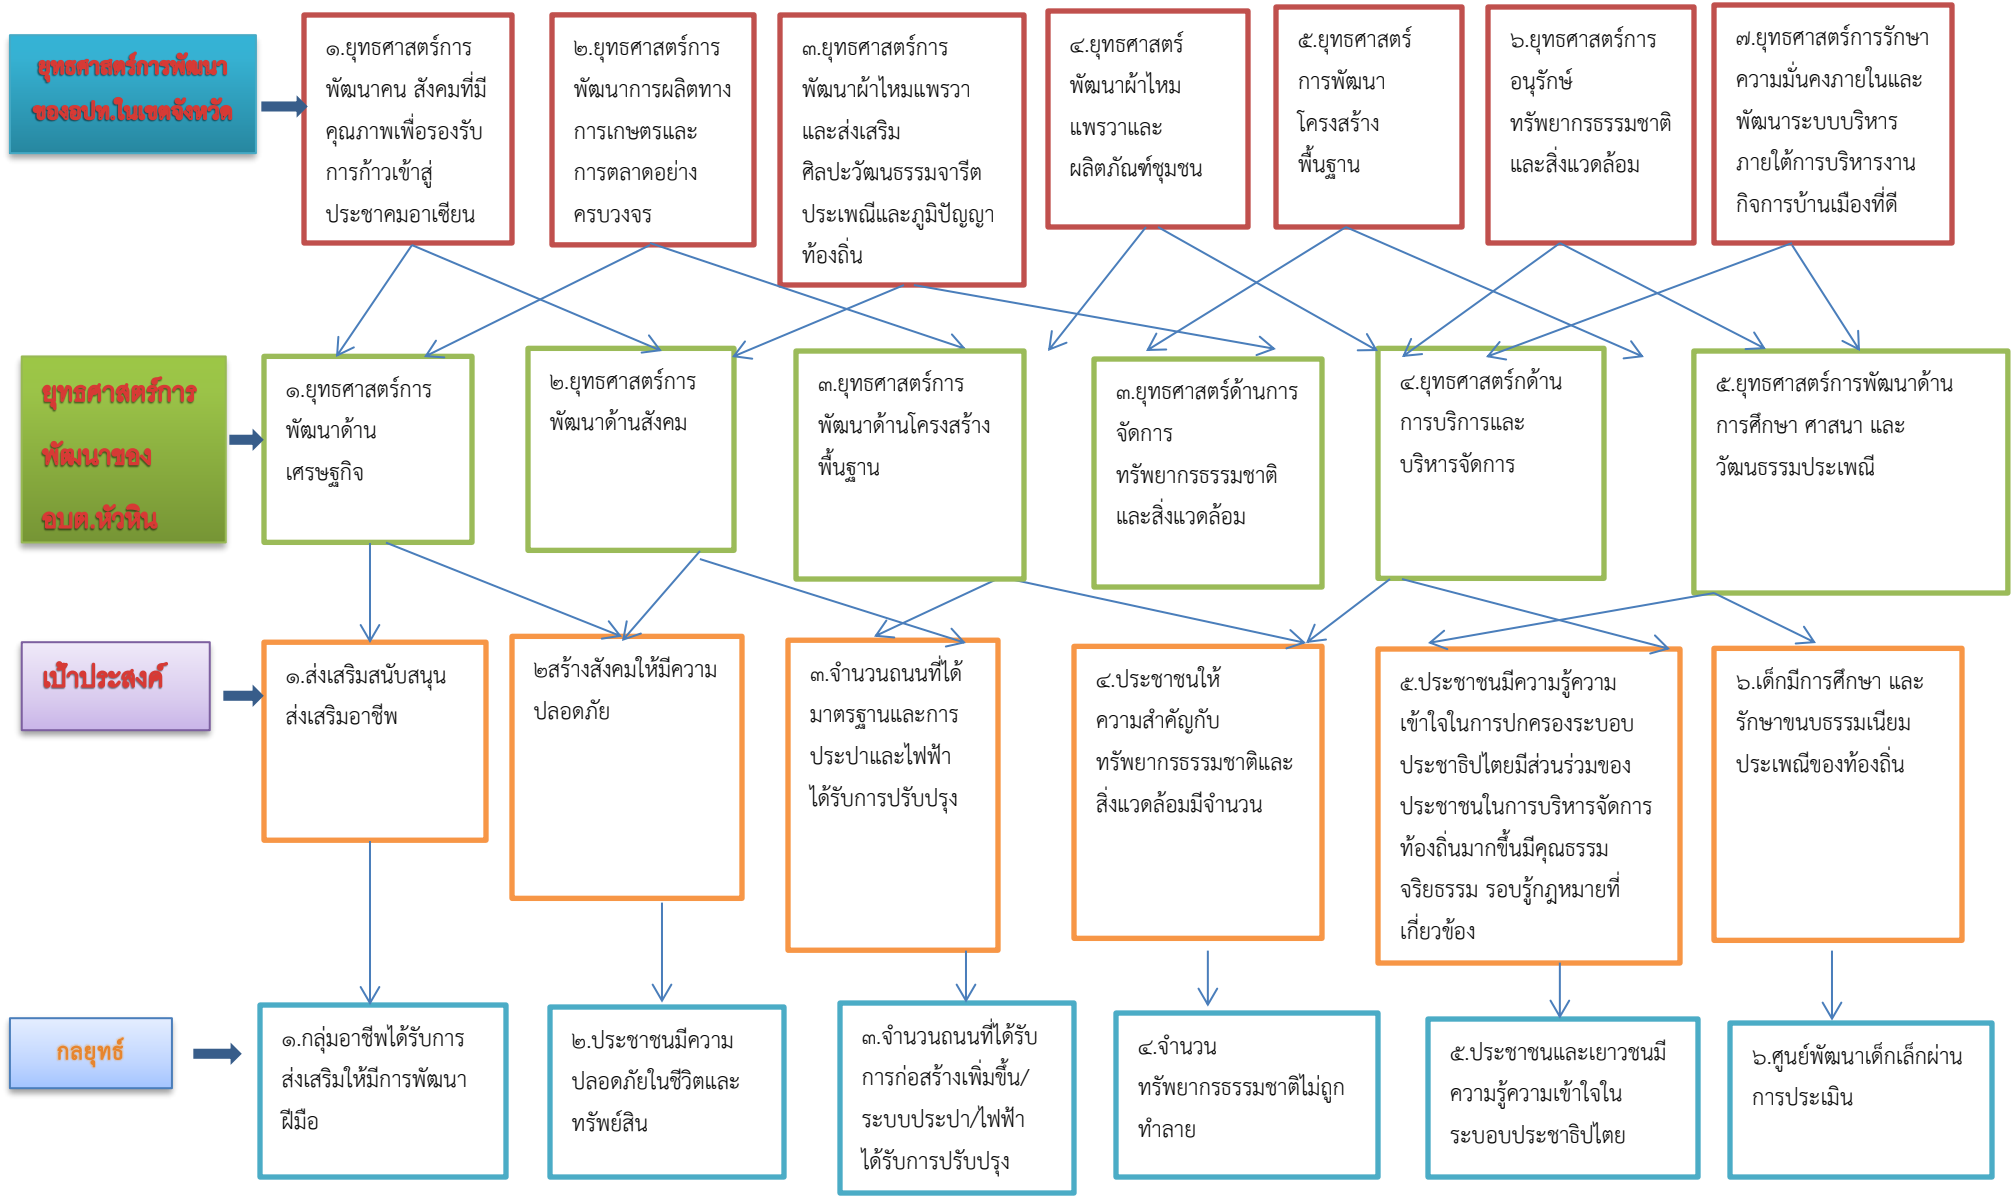 ยุทธศาสตร์การพัฒนา
ของอปท.ในเขตจังหวัด
๑.ยุทธศาสตร์การ
พัฒนาคน สังคมที่มี
คุณภาพเพื่อรองรับ
การก้าวเข้าสู่
ประชาคมอาเซียน
๒.ยุทธศาสตร์การ
พัฒนาการผลิตทาง
การเกษตรและ
การตลาดอย่าง
ครบวงจร
๓.ยุทธศาสตร์การ
พัฒนาผ้าไหมแพรวา
และส่งเสริม
ศิลปะวัฒนธรรมจารีต
ประเพณีและภูมิปัญญา
ท้องถิ่น
๔.ยุทธศาสตร์
พัฒนาผ้าไหม
แพรวาและ
ผลิตภัณฑ์ชุมชน
๕.ยุทธศาสตร์
การพัฒนา
โครงสร้าง
พื้นฐาน
๖.ยุทธศาสตร์การ
อนุรักษ์
ทรัพยากรธรรมชาติ
และสิ่งแวดล้อม
๗.ยุทธศาสตร์การรักษา
ความมั่นคงภายในและ
พัฒนาระบบบริหาร
ภายใต้การบริหารงาน
กิจการบ้านเมืองที่ดี
ยุทธศาสตร์การ
พัฒนาของ
อบต.หัวหิน
๑.ยุทธศาสตร์การ
พัฒนาด้าน
เศรษฐกิจ
๒.ยุทธศาสตร์การ
พัฒนาด้านสังคม
๓.ยุทธศาสตร์การ
พัฒนาด้านโครงสร้าง
พื้นฐาน
๓.ยุทธศาสตร์ด้านการ
จัดการ
ทรัพยากรธรรมชาติ
และสิ่งแวดล้อม
๔.ยุทธศาสตร์กด้าน
การบริการและ
บริหารจัดการ
๕.ยุทธศาสตร์การพัฒนาด้าน
การศึกษา ศาสนา และ
วัฒนธรรมประเพณี
เป้าประสงค์
๑.ส่งเสริมสนับสนุน
ส่งเสริมอาชีพ
๒สร้างสังคมให้มีความ
ปลอดภัย
๓.จำนวนถนนที่ได้
มาตรฐานและการ
ประปาและไฟฟ้า
ได้รับการปรับปรุง
๔.ประชาชนให้
ความสำคัญกับ
ทรัพยากรธรรมชาติและ
สิ่งแวดล้อมมีจำนวน
๕.ประชาชนมีความรู้ความ
เข้าใจในการปกครองระบอบ
ประชาธิปไตยมีส่วนร่วมของ
ประชาชนในการบริหารจัดการ
ท้องถิ่นมากขึ้นมีคุณธรรม
จริยธรรม รอบรู้กฎหมายที่
เกี่ยวข้อง
๖.เด็กมีการศึกษา และ
รักษาขนบธรรมเนียม
ประเพณีของท้องถิ่น
กลยุทธ์
๑.กลุ่มอาชีพได้รับการ
ส่งเสริมให้มีการพัฒนา
ฝีมือ
๒.ประชาชนมีความ
ปลอดภัยในชีวิตและ
ทรัพย์สิน
๓.จำนวนถนนที่ได้รับ
การก่อสร้างเพิ่มขึ้น/
ระบบประปา/ไฟฟ้า
ได้รับการปรับปรุง
๔.จำนวน
ทรัพยากรธรรมชาติไม่ถูก
ทำลาย
๕.ประชาชนและเยาวชนมี
ความรู้ความเข้าใจใน
ระบอบประชาธิปไตย
๖.ศูนย์พัฒนาเด็กเล็กผ่าน
การประเมิน